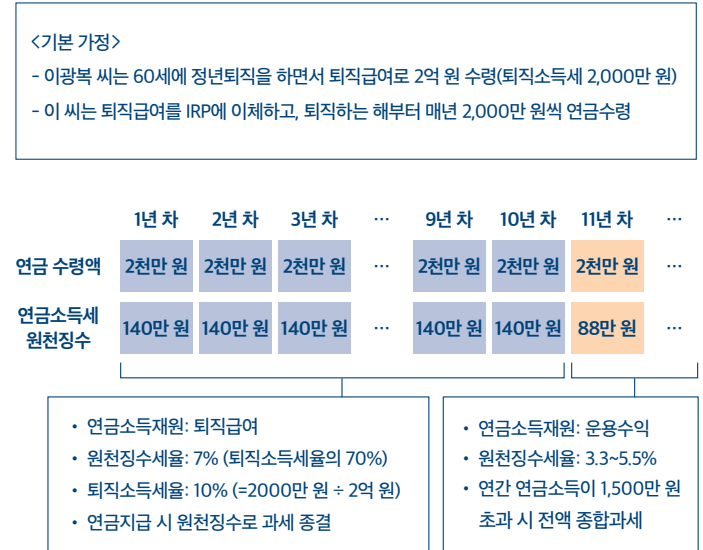 <기본 가정>
- 이광복 씨는 60세에 정년퇴직을 하면서 퇴직급여로 2억 원 수령(퇴직소득세 2,000만 원)
- 이 씨는 퇴직급여를 IRP에 이체하고, 퇴직하는 해부터 매년 2,000만 원씩 연금수령
1년 차 2년 차 3년 차 … 9년 차 10년 차 11년 차 …
연금 수령액 2천만 원 2천만 원 2천만 원 … 2천만 원 2천만 원 2천만 원 …
연금소득세
원천징수 140만 원 140만 원 140만 원 … 140만 원 140만 원 88만 원 …
• 연금소득재원: 퇴직급여
• 원천징수세율: 7% (퇴직소득세율의 70%)
• 퇴직소득세율: 10% (=2000만 원 ÷ 2억 원)
• 연금지급 시 원천징수로 과세 종결
• 연금소득재원: 운용수익
• 원천징수세율: 3.3~5.5%
• 연간 연금소득이 1,500만 원
초과 시 전액 종합과세